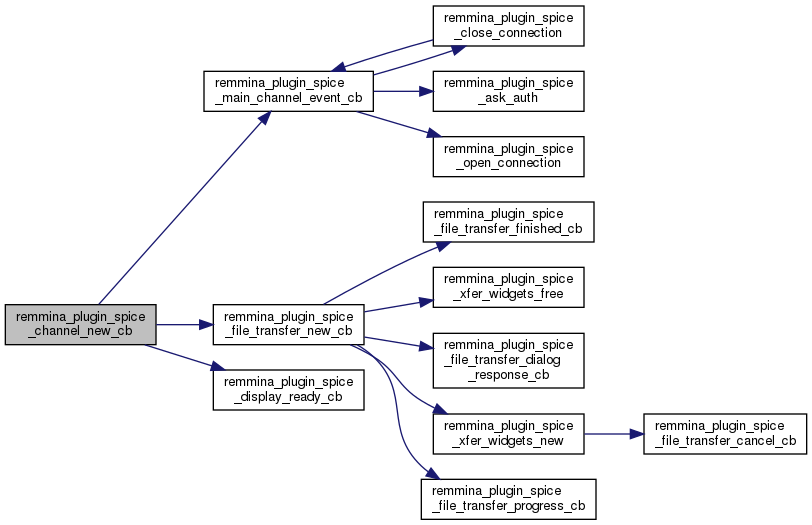 remmina_plugin_spice
_close_connection
remmina_plugin_spice
_main_channel_event_cb
remmina_plugin_spice
_ask_auth
remmina_plugin_spice
_open_connection
remmina_plugin_spice
_file_transfer_finished_cb
remmina_plugin_spice
_xfer_widgets_free
remmina_plugin_spice
_channel_new_cb
remmina_plugin_spice
_file_transfer_new_cb
remmina_plugin_spice
_file_transfer_dialog
_response_cb
remmina_plugin_spice
_display_ready_cb
remmina_plugin_spice
_xfer_widgets_new
remmina_plugin_spice
_file_transfer_cancel_cb
remmina_plugin_spice
_file_transfer_progress_cb